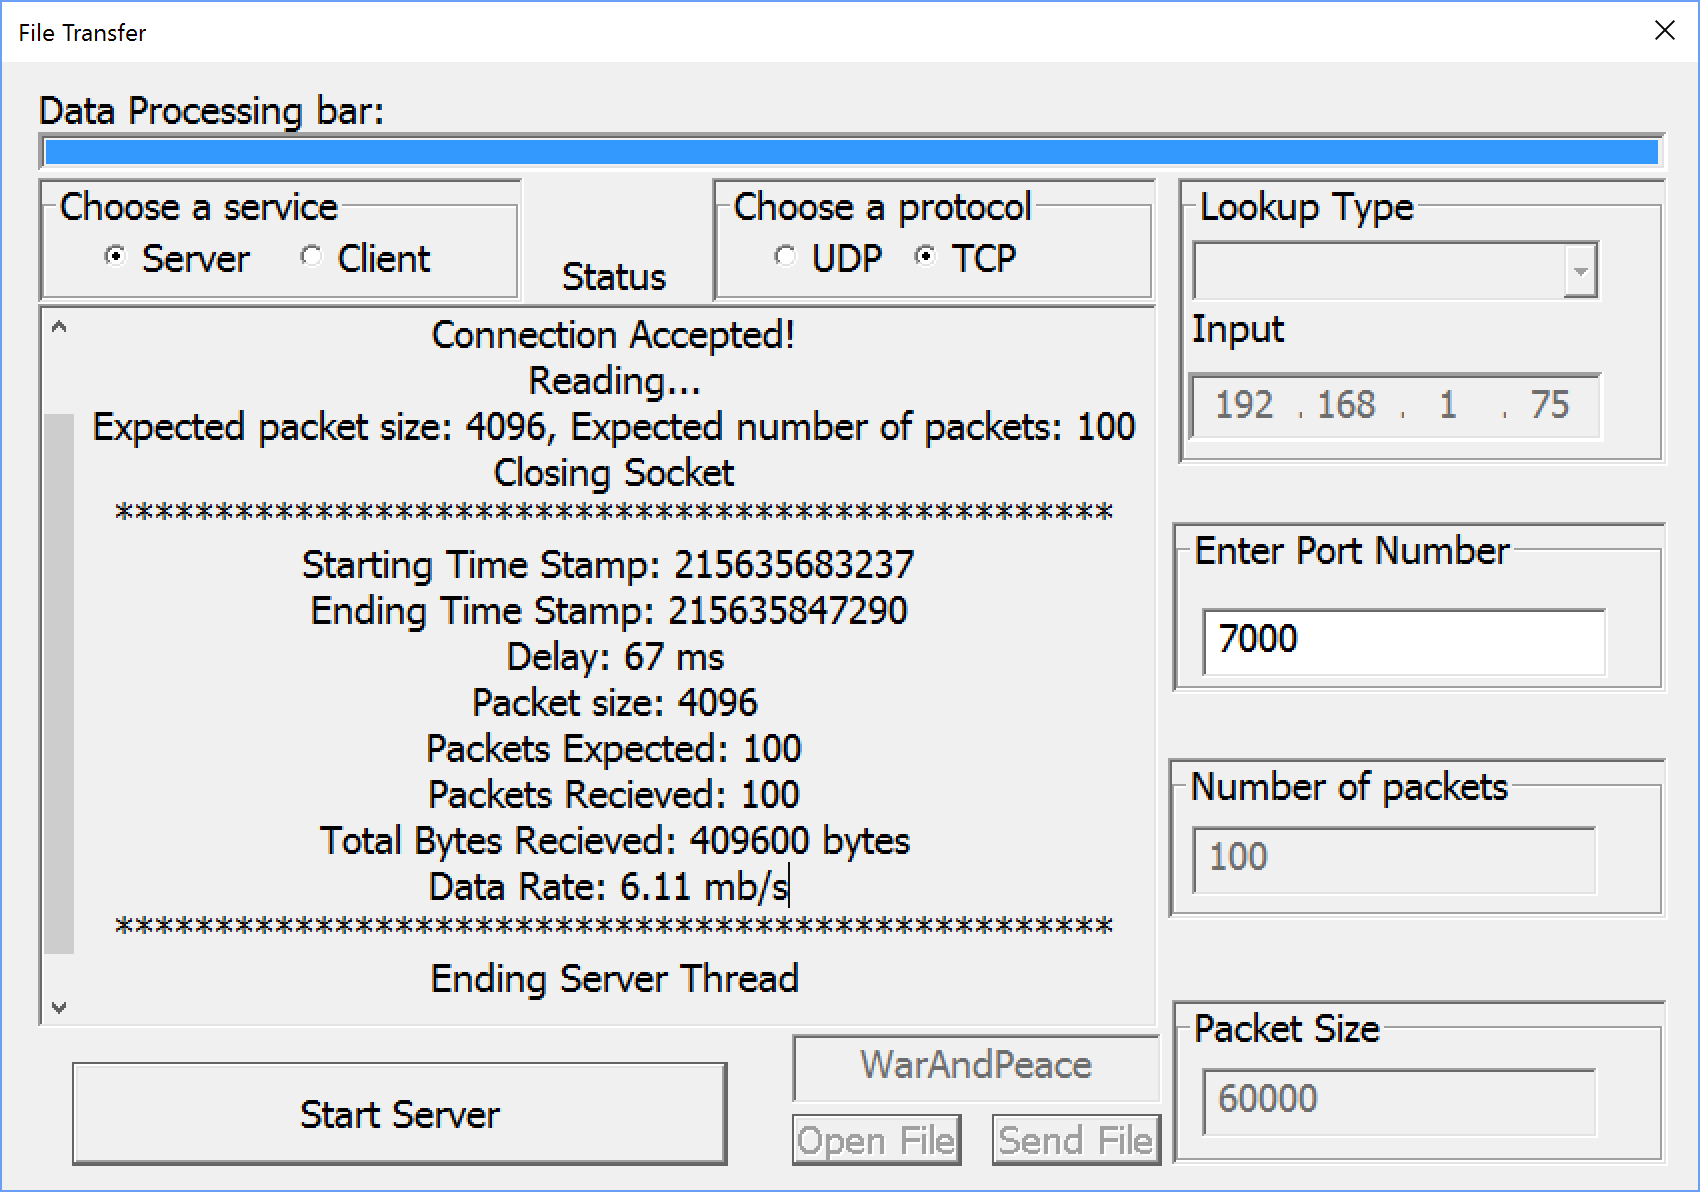 File Transfer
Data Processing bar:
Choose a service
Server Client
Status
Choose a protocol
UDP TCP
Lookup Type
Input
192 . 168 . 1 . 75
Connection Accepted!
Reading...
Expected packet size: 4096, Expected number of packets: 100
Closing Socket
**************************************************
Starting Time Stamp: 215635683237
Ending Time Stamp: 215635847290
Delay: 67 ms
Packet size: 4096
Packets Expected: 100
Packets Recieved: 100
Total Bytes Recieved: 409600 bytes
Data Rate: 6.11 mb/s
**************************************************
Ending Server Thread
Enter Port Number
7000
Number of packets
100
Packet Size
60000
Start Server
WarAndPeace
Open File
Send File